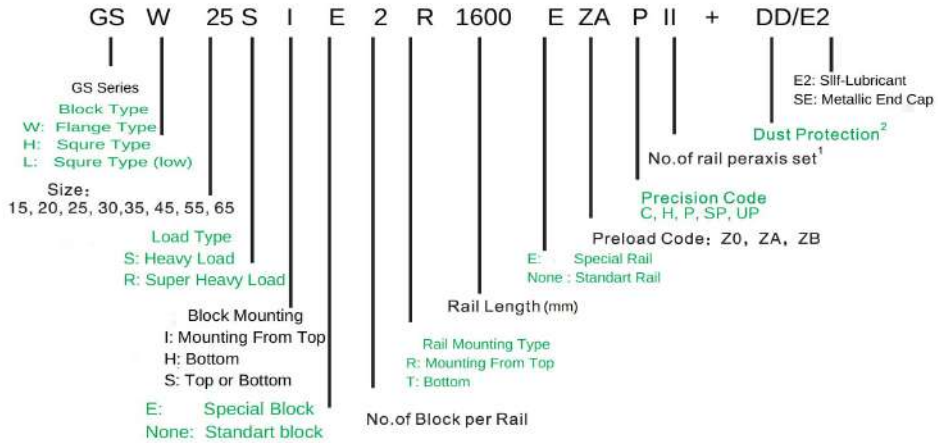 GS W 25 S I E 2 R 1600 E ZA P II + DD/E2
GS Series
Block Type
W: Flange Type
H: Squre Type
L: Squre Type (low)
Size:
15, 20, 25, 30,35, 45, 55, 65
Load Type
S: Heavy Load
R: Super Heavy Load
Block Mounting
I: Mounting From Top
H: Bottom
S: Top or Bottom
E: Special Block
None: Standart block
No.of Block per Rail
Rail Mounting Type
R: Mounting From Top
T: Bottom
Rail Length (mm)
E: Special Rail
None : Standart Rail
Preload Code: Z0, ZA, ZB
Precision Code
C, H, P, SP, UP
No.of rail peraxis set¹
Dust Protection²
E2: Sllf-Lubricant
SE: Metallic End Cap